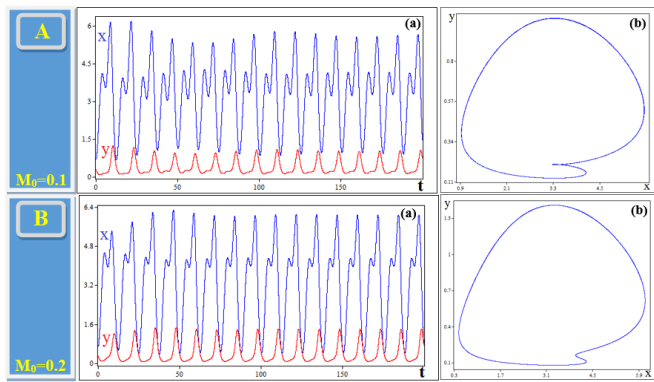 A
M₀=0.1
(a)
x
y
6
4.5
3
1.5
0
0
50
100
150
t
(b)
y
0.8
0.57
0.34
0.11
0.9
2.1
3.3
4.5
x
B
M₀=0.2
(a)
x
y
6.4
4.8
3.2
1.6
0
0
50
100
150
t
(b)
y
1.3
1
0.7
0.4
0.1
0.3
1.7
3.1
4.5
5.9
x